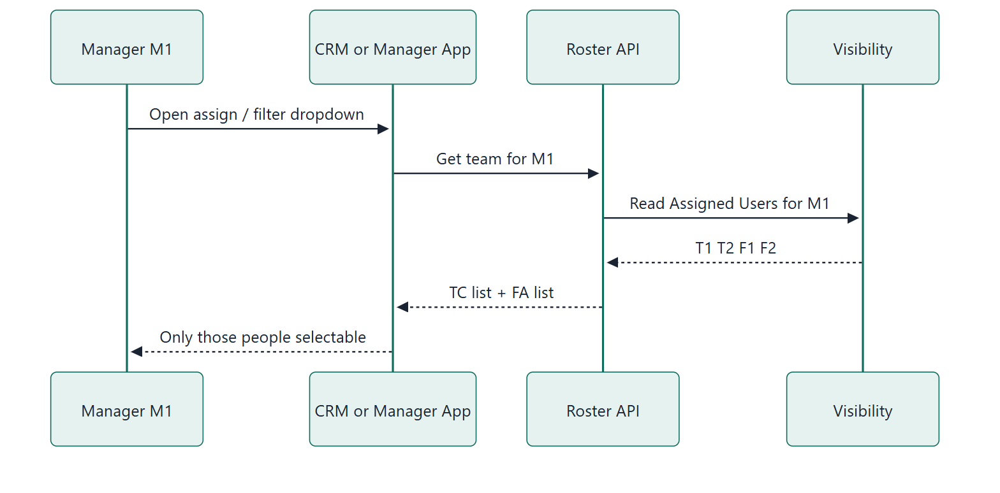 Manager M1
CRM or Manager App
Roster API
Visibility
Open assign / filter dropdown
Get team for M1
Read Assigned Users for M1
T1 T2 F1 F2
TC list + FA list
Only those people selectable
Manager M1
CRM or Manager App
Roster API
Visibility